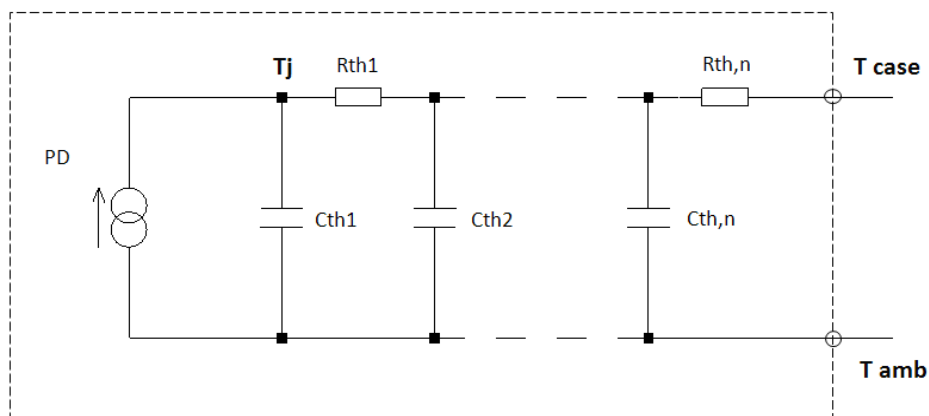 Tj
Rth1
Rth,n
T case
PD
Cth1
Cth2
Cth,n
T amb